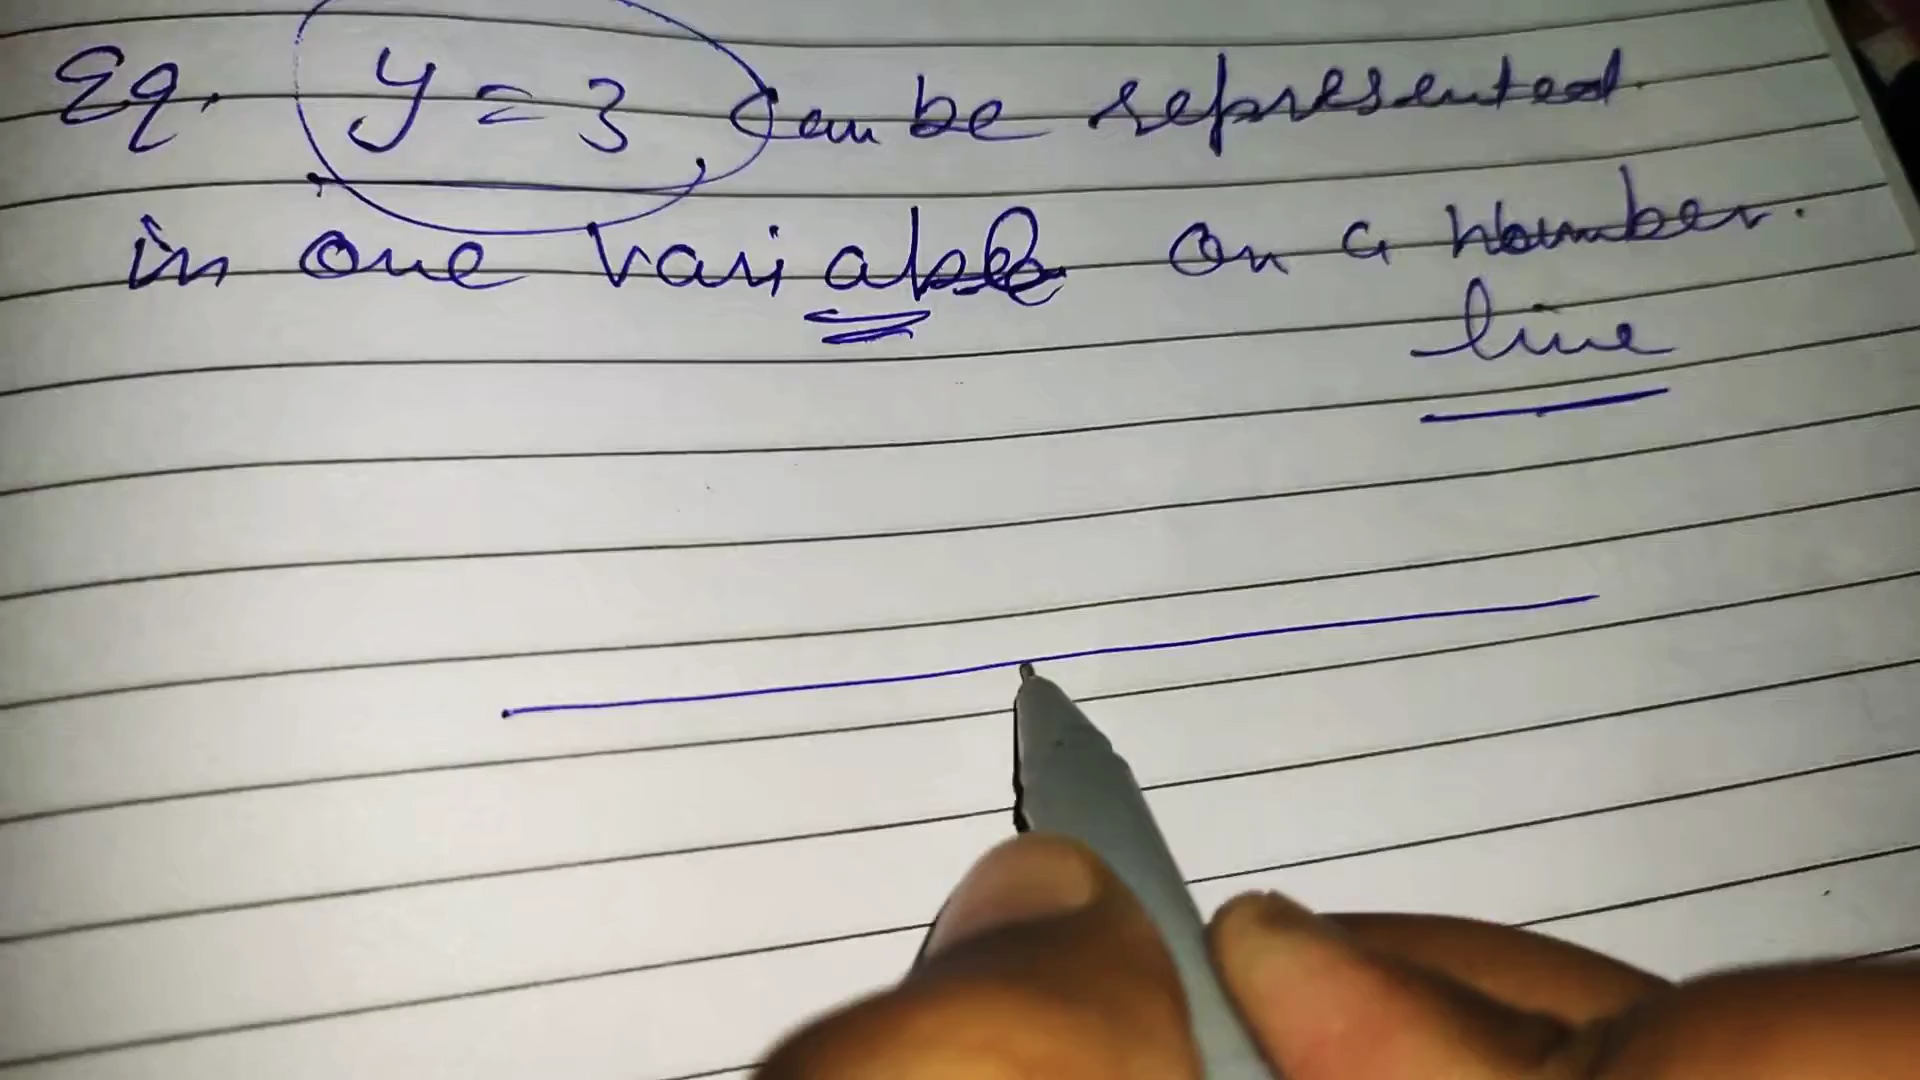 Eq. y = 3, can be represented
in one variable on a number
line